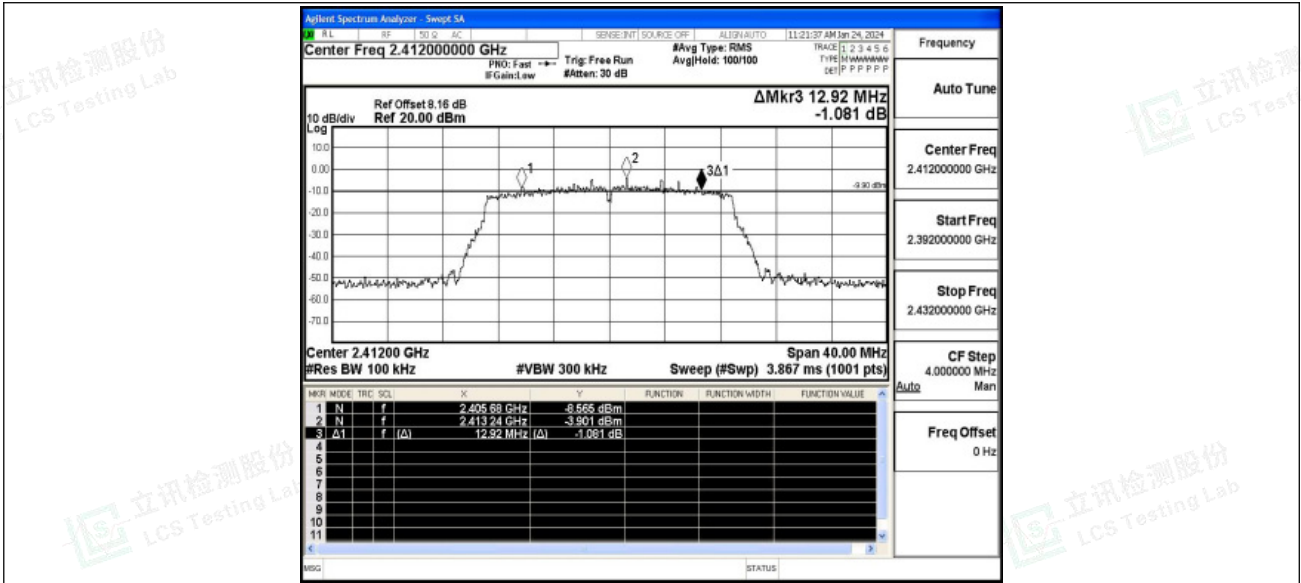 Agilent Spectrum Analyzer - Swept SA
RL RF 50 Ω AC SENSE:INT SOURCE OFF ALIGNAUTO 11:21:37 AM Jan 24, 2024
Center Freq 2.412000000 GHz
PNO: Fast
IFGain:Low
Trig: Free Run
#Atten: 30 dB
#Avg Type: RMS
Avg|Hold: 100/100
TRACE 1 2 3 4 5 6
TYPE M W W W W W
DET P P P P P P
Frequency
Auto Tune
Center Freq
2.412000000 GHz
Start Freq
2.392000000 GHz
Stop Freq
2.432000000 GHz
CF Step
4.000000 MHz
Auto Man
Freq Offset
0 Hz
ΔMkr3 12.92 MHz
-1.081 dB
Ref Offset 8.16 dB
10 dB/div Ref 20.00 dBm
Log
10.0
0.00
-10.0
-20.0
-30.0
-40.0
-50.0
-60.0
-70.0
1
2
3Δ1
-9.90 dBm
Center 2.41200 GHz Span 40.00 MHz
#Res BW 100 kHz #VBW 300 kHz Sweep (#Swp) 3.867 ms (1001 pts)
MKR MODE TRC SCL X Y FUNCTION FUNCTION WIDTH FUNCTION VALUE
1 N f 2.405 68 GHz -8.565 dBm
2 N f 2.413 24 GHz -3.901 dBm
3 Δ1 f (Δ) 12.92 MHz (Δ) -1.081 dB
4
5
6
7
8
9
10
11
MSG STATUS
立讯检测股份
LCS Testing Lab
立讯检测
LCS Test
立讯检测股份
LCS Testing Lab
立讯检测股份
LCS Testing Lab